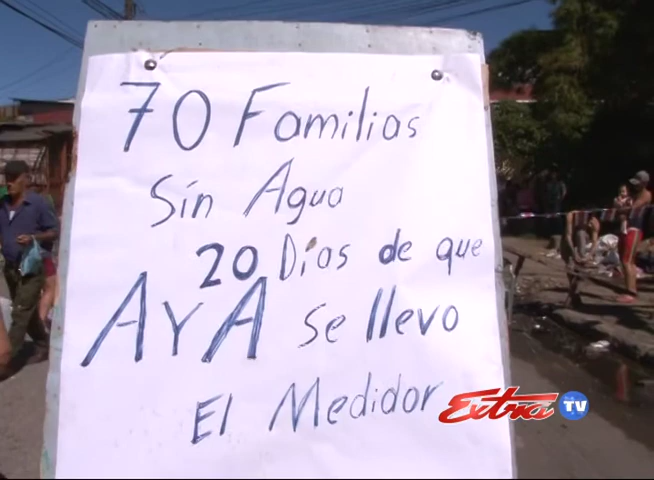 70 Familias
Sin Agua
20 Dias de que
AYA se llevo
El Medidor
Extra TV